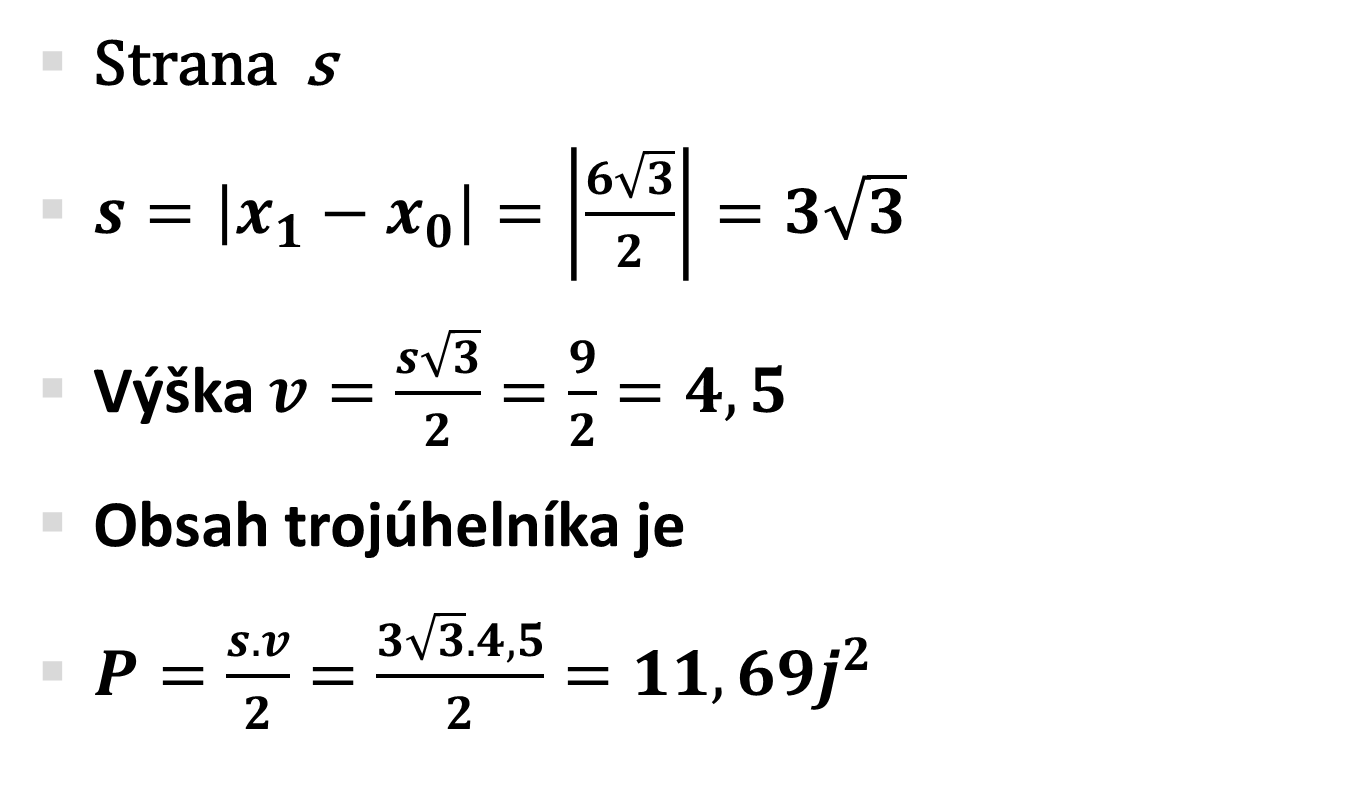 ▪ Strana s
▪ s = |x₁ − x₀| = |6√3/2| = 3√3
▪ Výška v = s√3/2 = 9/2 = 4,5
▪ Obsah trojúhelníka je
▪ P = s.v/2 = 3√3.4,5/2 = 11,69j²